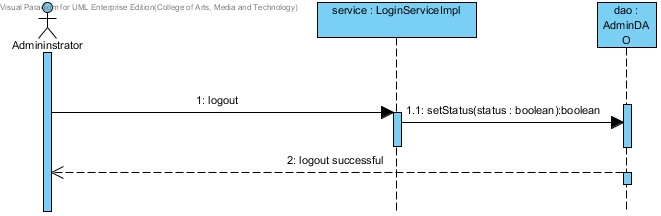 Visual Paradigm for UML Enterprise Edition(College of Arts, Media and Technology)
service : LoginServiceImpl
dao :
AdminDA
O
Admininstrator
1: logout
1.1: setStatus(status : boolean):boolean
2: logout successful